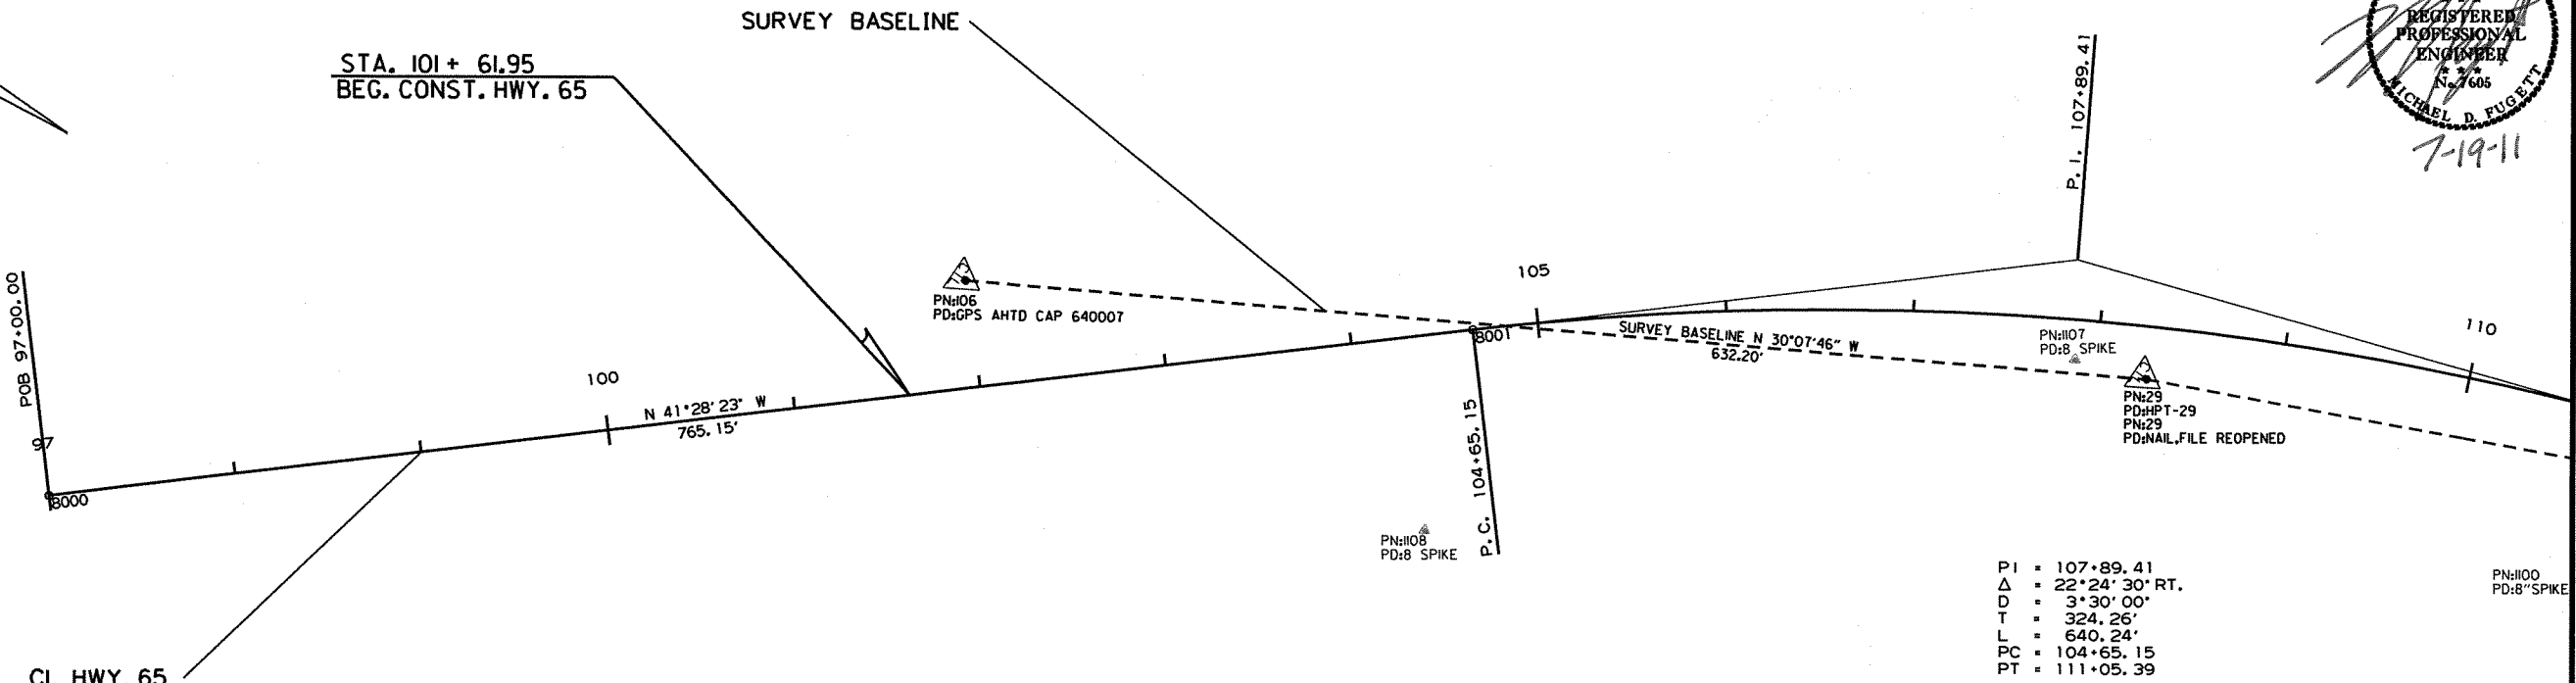 SURVEY BASELINE
STA. 101 + 61.95
BEG. CONST. HWY. 65
REGISTERED
PROFESSIONAL
ENGINEER
* * *
No. 7605
MICHAEL D. FUGETT
7-19-11
P. I. 107+89.41
POB 97+00.00
97
8000
100
N 41°28'23" W
765.15'
PN:106
PD:GPS AHTD CAP 640007
105
8001
SURVEY BASELINE N 30°07'46" W
632.20'
PN:1107
PD:8 SPIKE
110
PN:29
PD:HPT-29
PN:29
PD:NAIL,FILE REOPENED
P.C. 104+65.15
PN:1108
PD:8 SPIKE
PI = 107+89.41
Δ = 22°24'30" RT.
D = 3°30'00"
T = 324.26'
L = 640.24'
PC = 104+65.15
PT = 111+05.39
PN:1100
PD:8"SPIKE
CL HWY 65